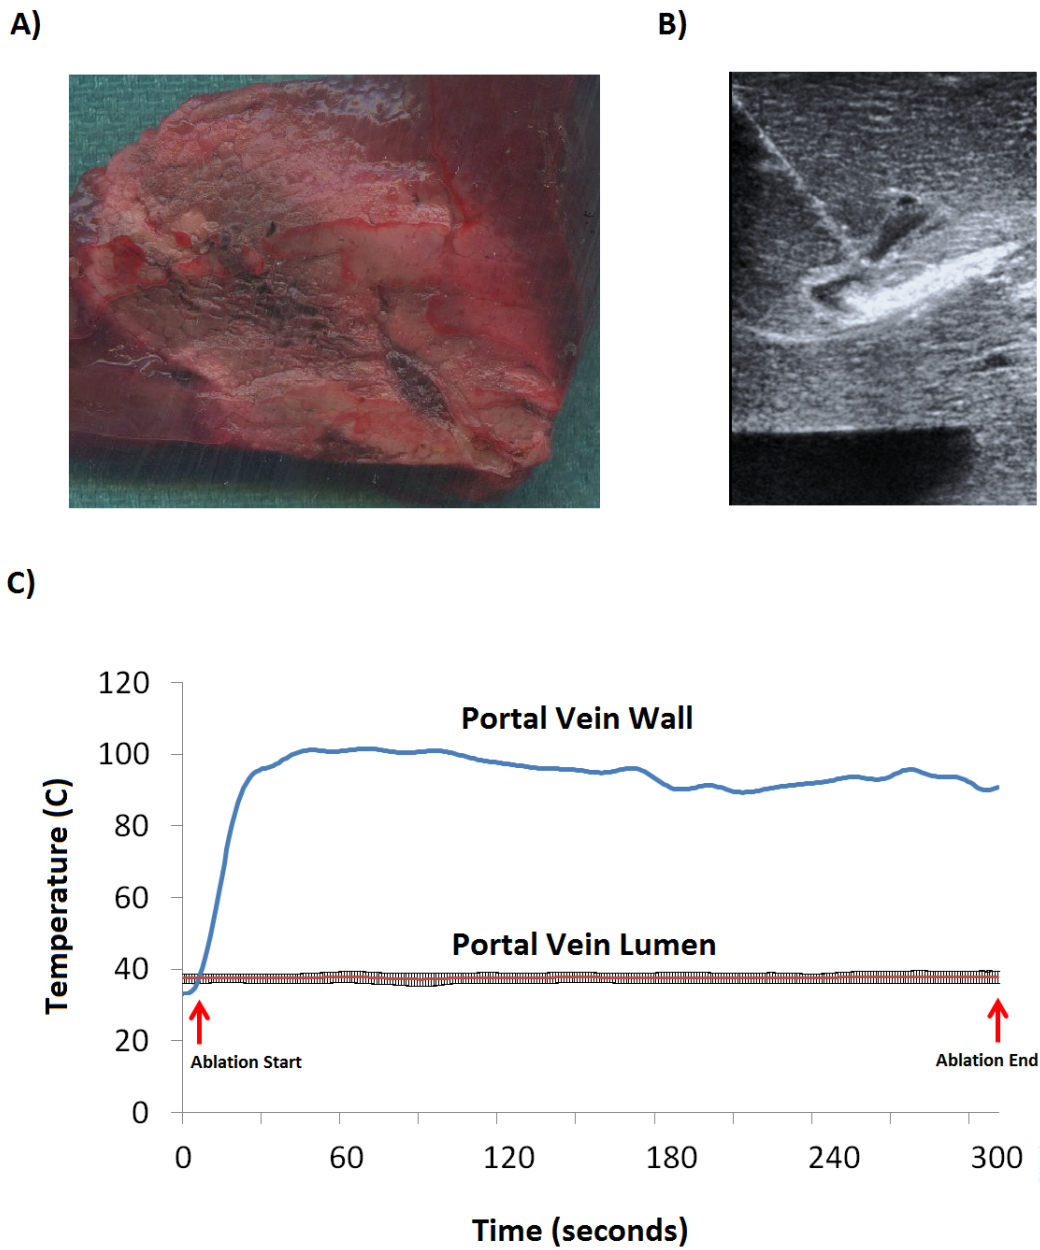 A)
B)
C)
Temperature (C)
120
100
80
60
40
20
0
Portal Vein Wall
Portal Vein Lumen
Ablation Start
Ablation End
0 60 120 180 240 300
Time (seconds)